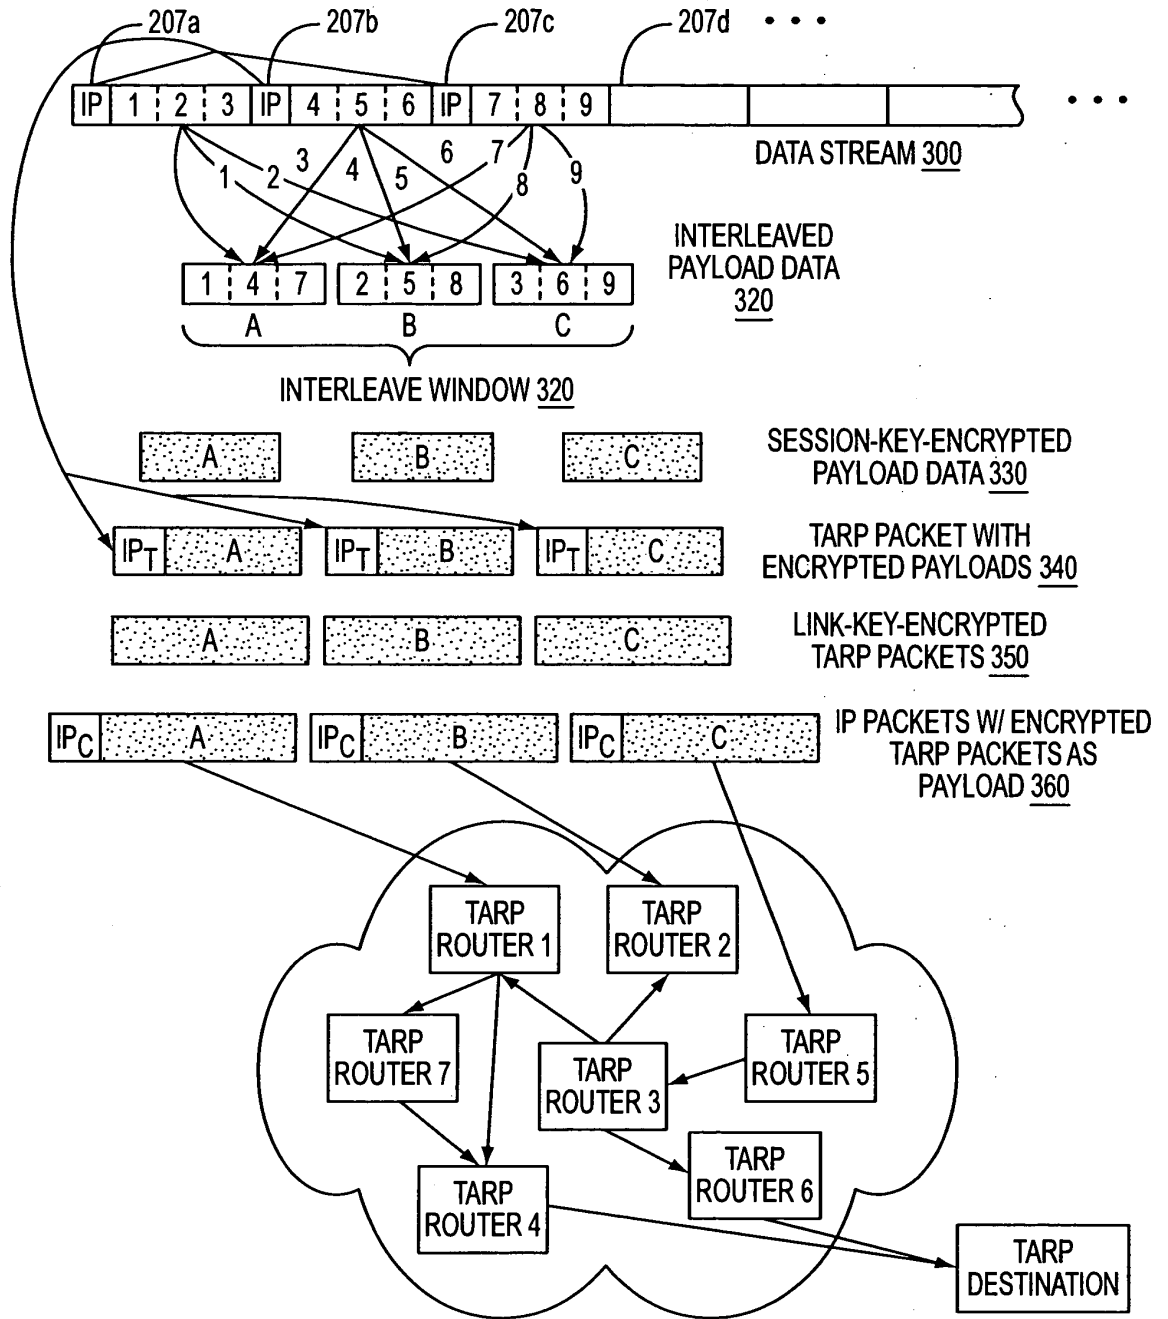 207a 207b 207c 207d • • •
IP 1 2 3 IP 4 5 6 IP 7 8 9 • • •
DATA STREAM 300
1 2 3 4 5 6 7 8 9
INTERLEAVED
PAYLOAD DATA
320
1 4 7 2 5 8 3 6 9
A B C
INTERLEAVE WINDOW 320
A B C
SESSION-KEY-ENCRYPTED
PAYLOAD DATA 330
IPT A IPT B IPT C
TARP PACKET WITH
ENCRYPTED PAYLOADS 340
A B C
LINK-KEY-ENCRYPTED
TARP PACKETS 350
IPC A IPC B IPC C
IP PACKETS W/ ENCRYPTED
TARP PACKETS AS
PAYLOAD 360
TARP
ROUTER 1
TARP
ROUTER 2
TARP
ROUTER 7
TARP
ROUTER 3
TARP
ROUTER 5
TARP
ROUTER 4
TARP
ROUTER 6
TARP
DESTINATION